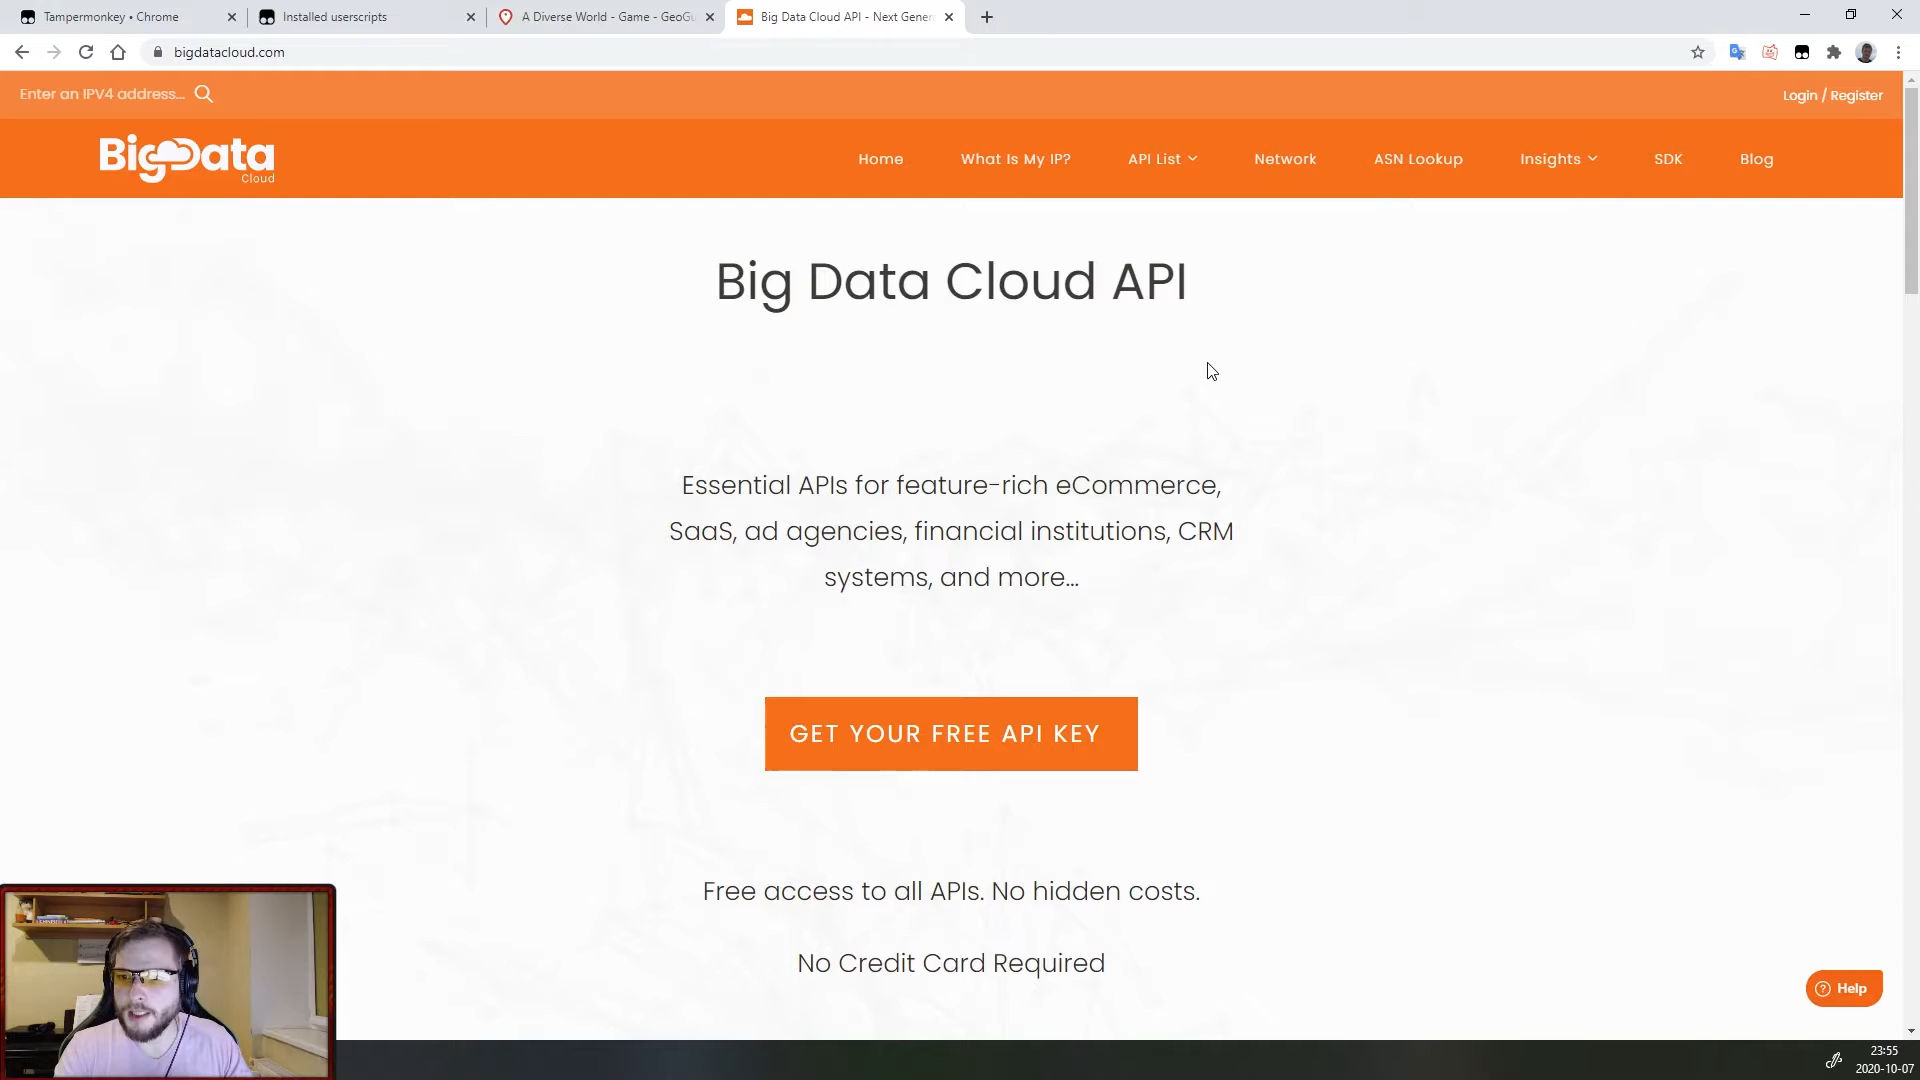 Tampermonkey • Chrome
Installed userscripts
A Diverse World - Game - GeoGu
Big Data Cloud API - Next Gener
bigdatacloud.com
Enter an IPV4 address...
Login / Register
BigData
Cloud
Home
What Is My IP?
API List
Network
ASN Lookup
Insights
SDK
Blog
Big Data Cloud API
Essential APIs for feature-rich eCommerce,
SaaS, ad agencies, financial institutions, CRM
systems, and more...
GET YOUR FREE API KEY
Free access to all APIs. No hidden costs.
No Credit Card Required
Help
23:55
2020-10-07